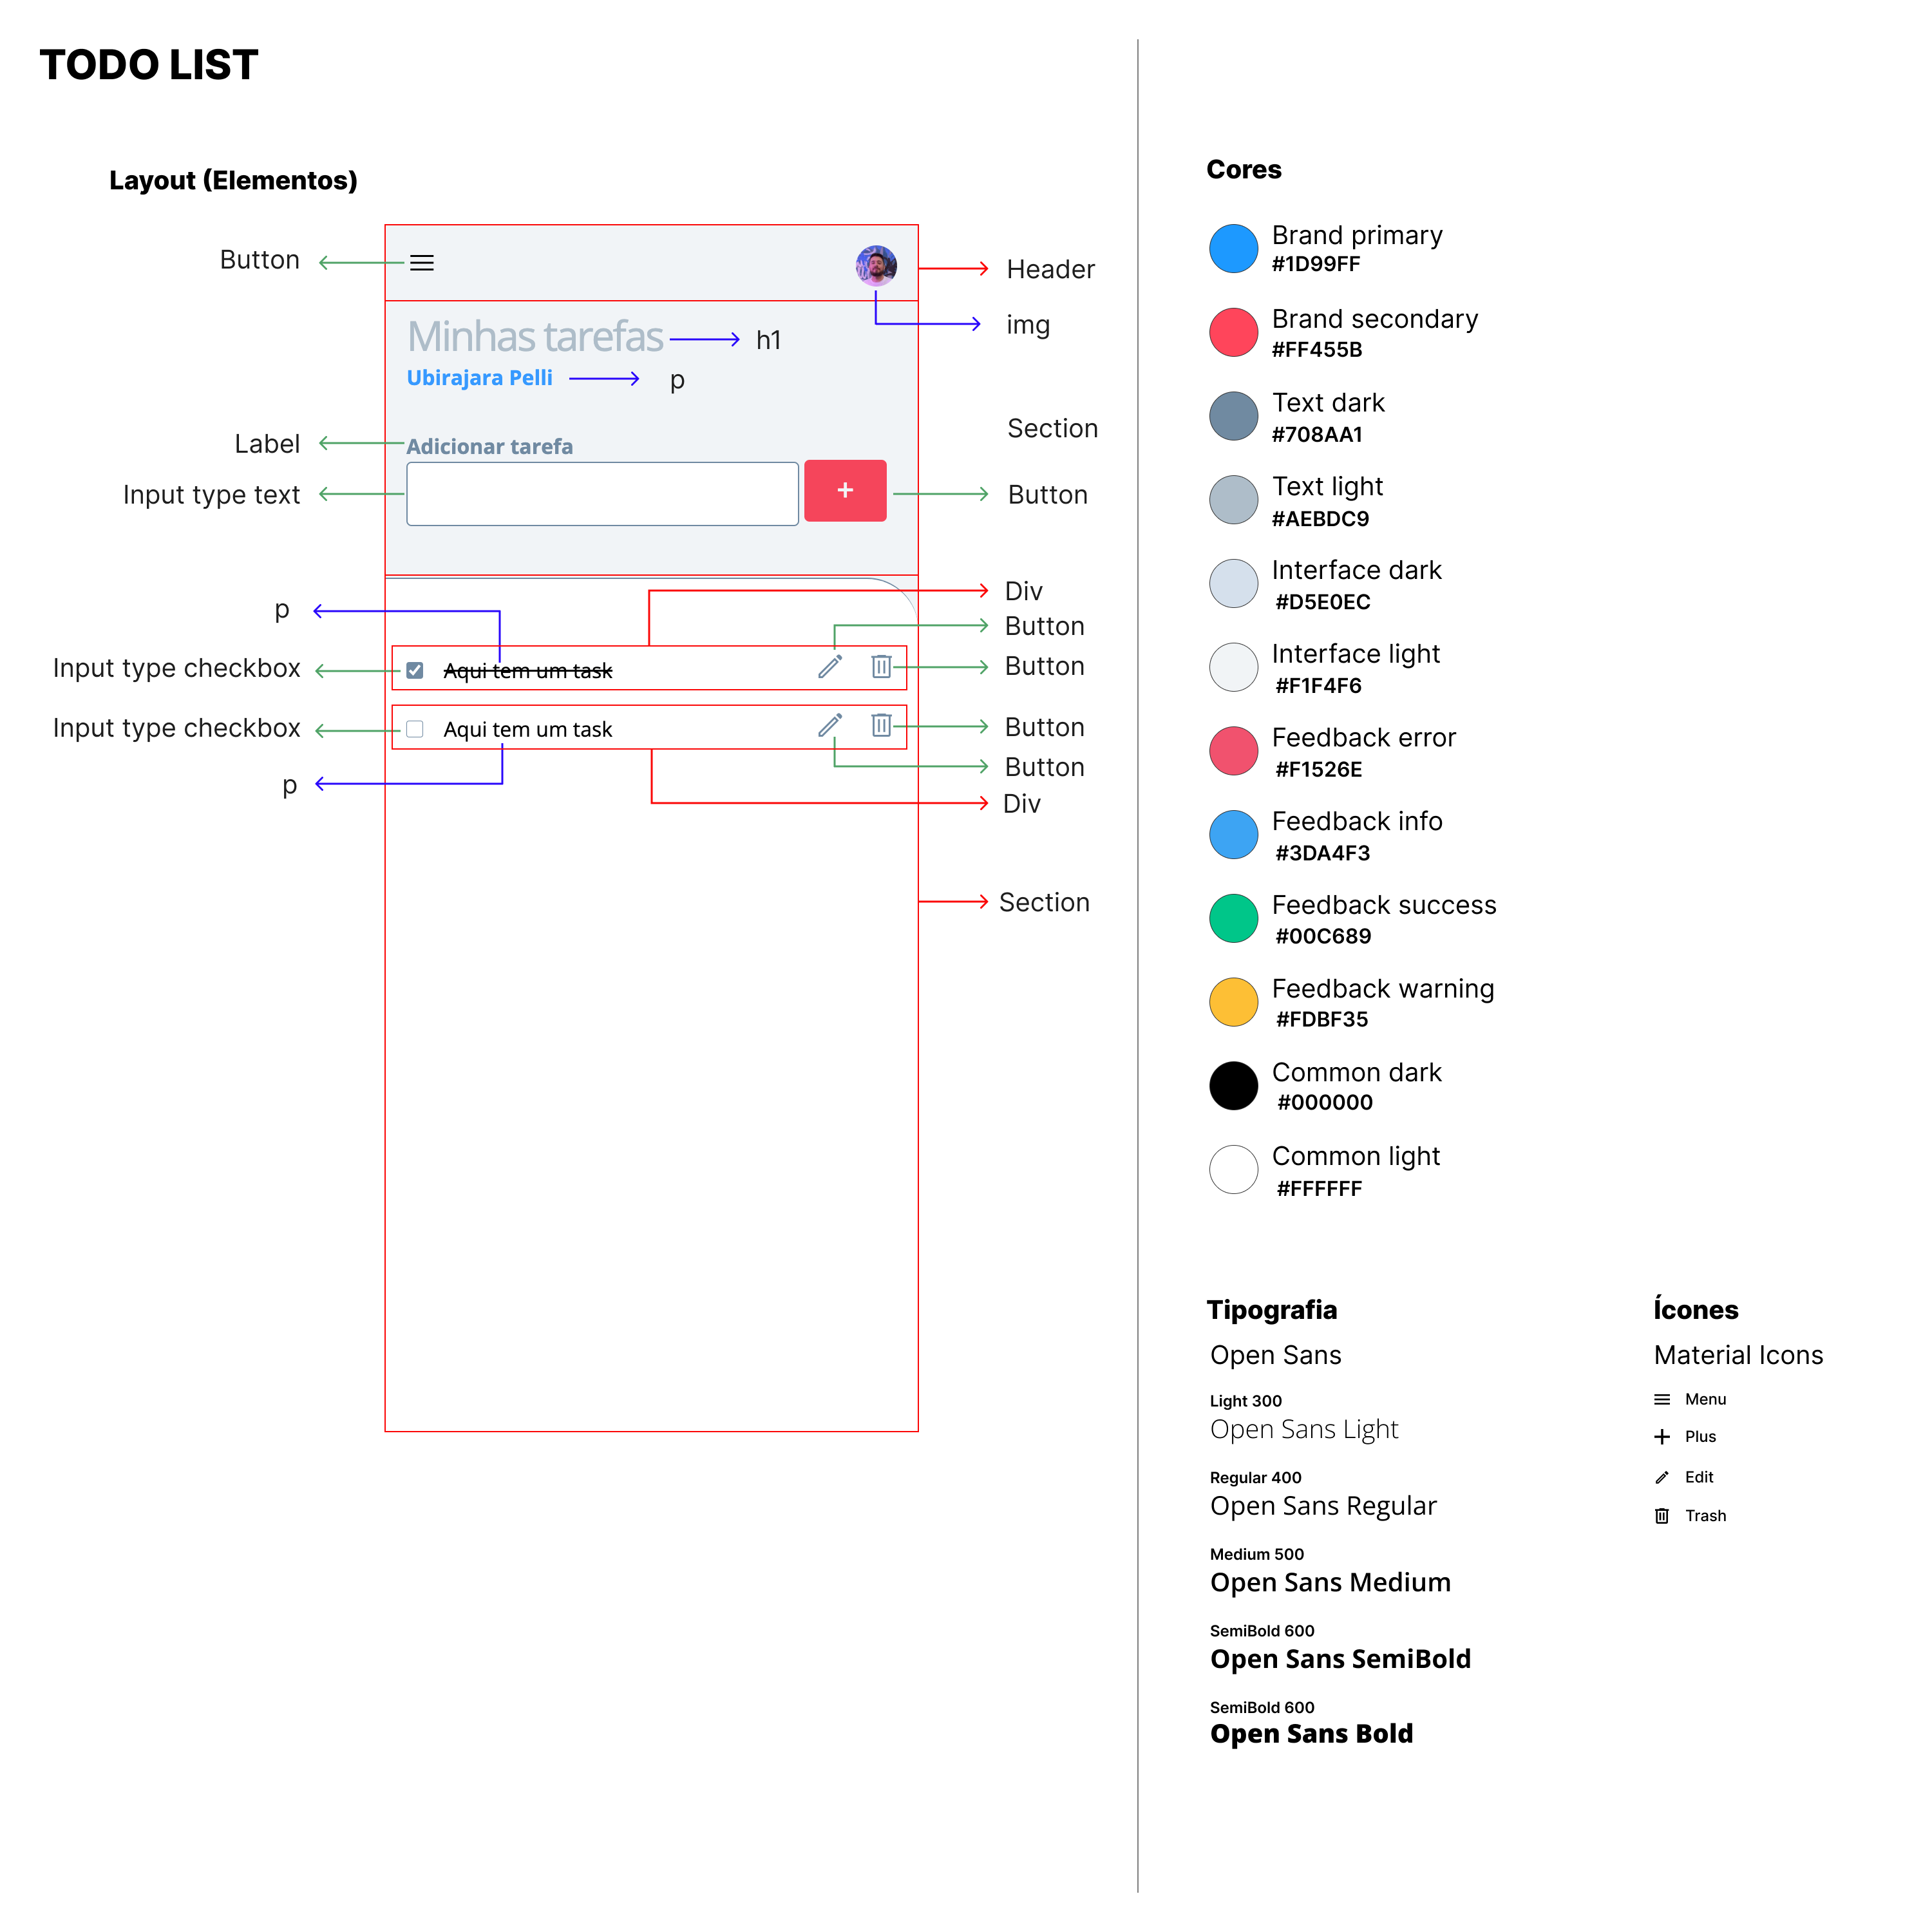 TODO LIST
Layout (Elementos)
Button
Header
img
Minhas tarefas
h1
Ubirajara Pelli
p
Section
Label
Adicionar tarefa
Input type text
+
Button
Div
p
Button
Input type checkbox
Aqui tem um task
Button
Input type checkbox
Aqui tem um task
Button
Button
p
Div
Section
Cores
Brand primary
#1D99FF
Brand secondary
#FF455B
Text dark
#708AA1
Text light
#AEBDC9
Interface dark
#D5E0EC
Interface light
#F1F4F6
Feedback error
#F1526E
Feedback info
#3DA4F3
Feedback success
#00C689
Feedback warning
#FDBF35
Common dark
#000000
Common light
#FFFFFF
Tipografia
Open Sans
Light 300
Open Sans Light
Regular 400
Open Sans Regular
Medium 500
Open Sans Medium
SemiBold 600
Open Sans SemiBold
SemiBold 600
Open Sans Bold
Ícones
Material Icons
Menu
Plus
Edit
Trash